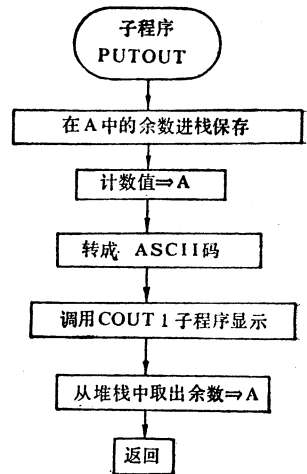 子程序
PUTOUT
在A中的余数进栈保存
计数值⇒A
转成 ASCII码
调用COUT1子程序显示
从堆栈中取出余数⇒A
返回